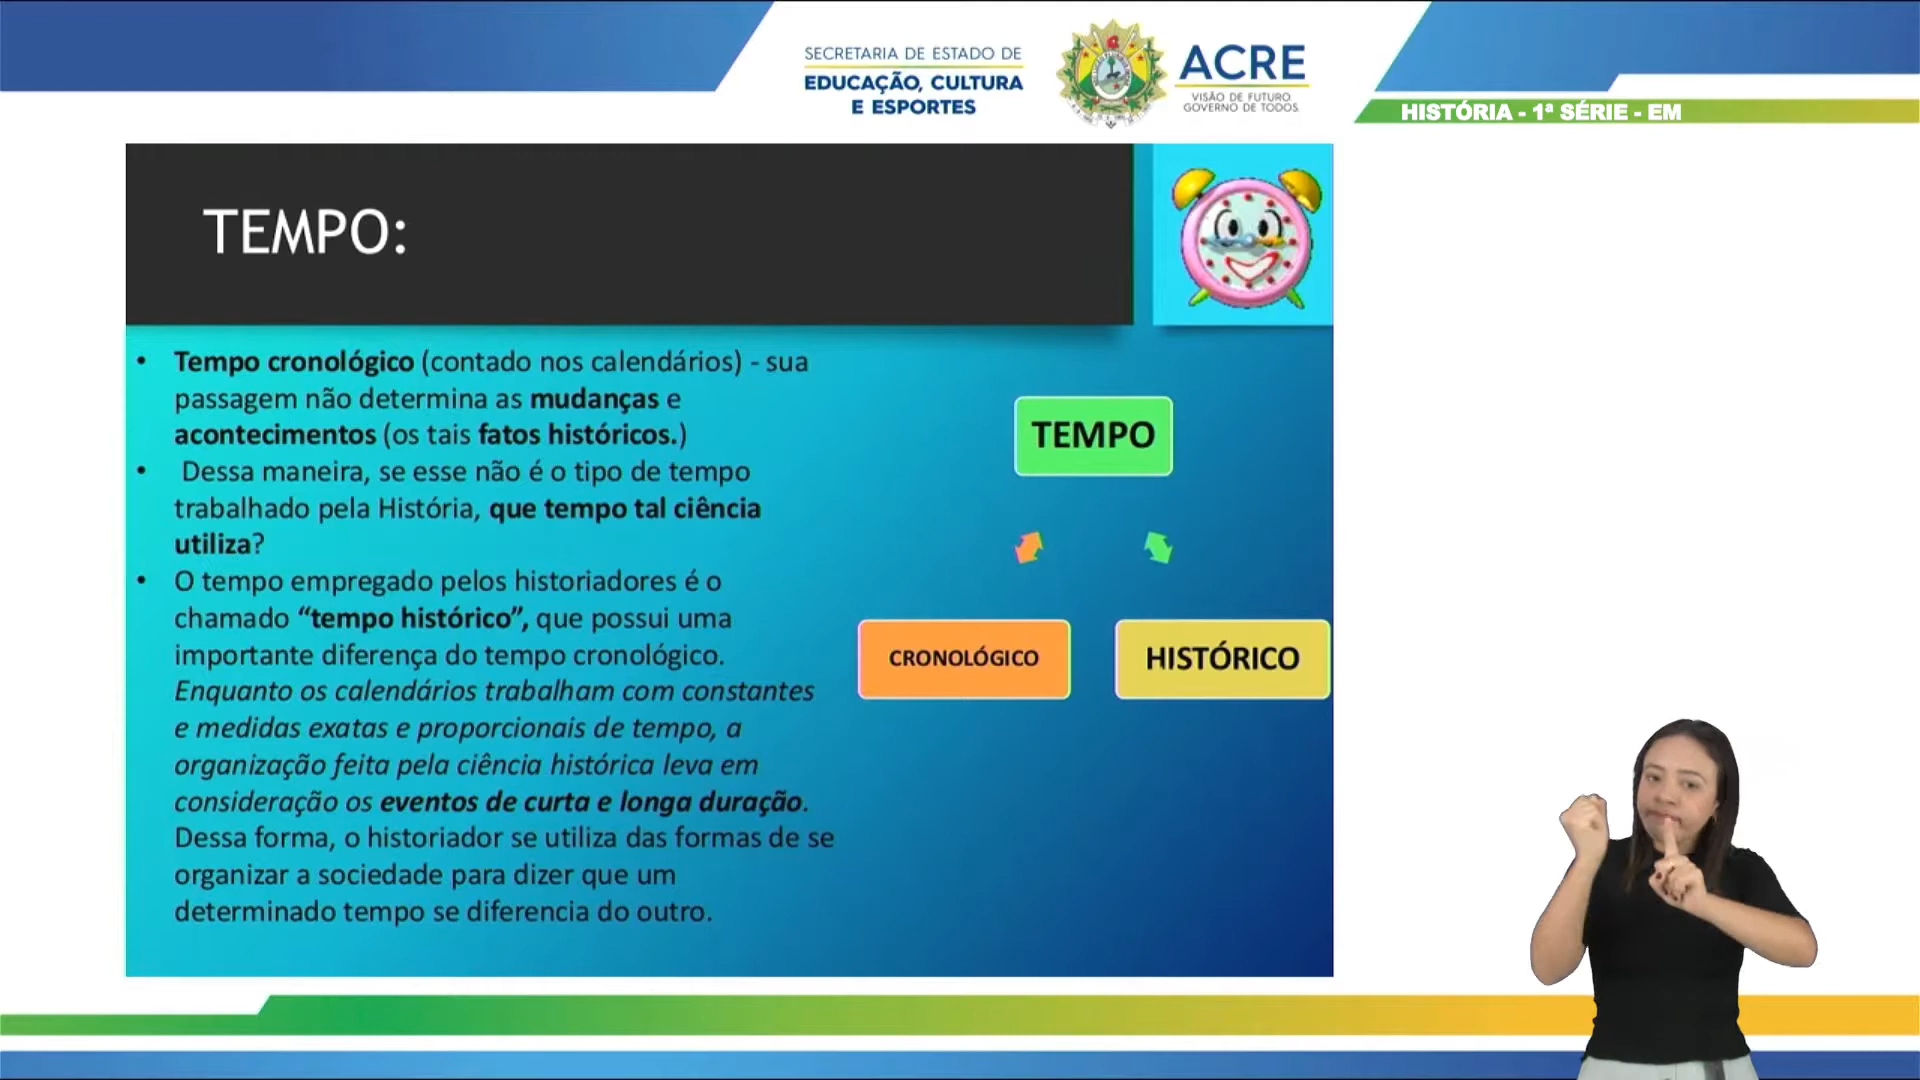 SECRETARIA DE ESTADO DE
EDUCAÇÃO, CULTURA
E ESPORTES
ACRE
VISÃO DE FUTURO.
GOVERNO DE TODOS.
HISTÓRIA - 1ª SÉRIE - EM
TEMPO:
• Tempo cronológico (contado nos calendários) - sua
passagem não determina as mudanças e
acontecimentos (os tais fatos históricos.)
• Dessa maneira, se esse não é o tipo de tempo
trabalhado pela História, que tempo tal ciência
utiliza?
• O tempo empregado pelos historiadores é o
chamado “tempo histórico”, que possui uma
importante diferença do tempo cronológico.
Enquanto os calendários trabalham com constantes
e medidas exatas e proporcionais de tempo, a
organização feita pela ciência histórica leva em
consideração os eventos de curta e longa duração.
Dessa forma, o historiador se utiliza das formas de se
organizar a sociedade para dizer que um
determinado tempo se diferencia do outro.
TEMPO
CRONOLÓGICO
HISTÓRICO